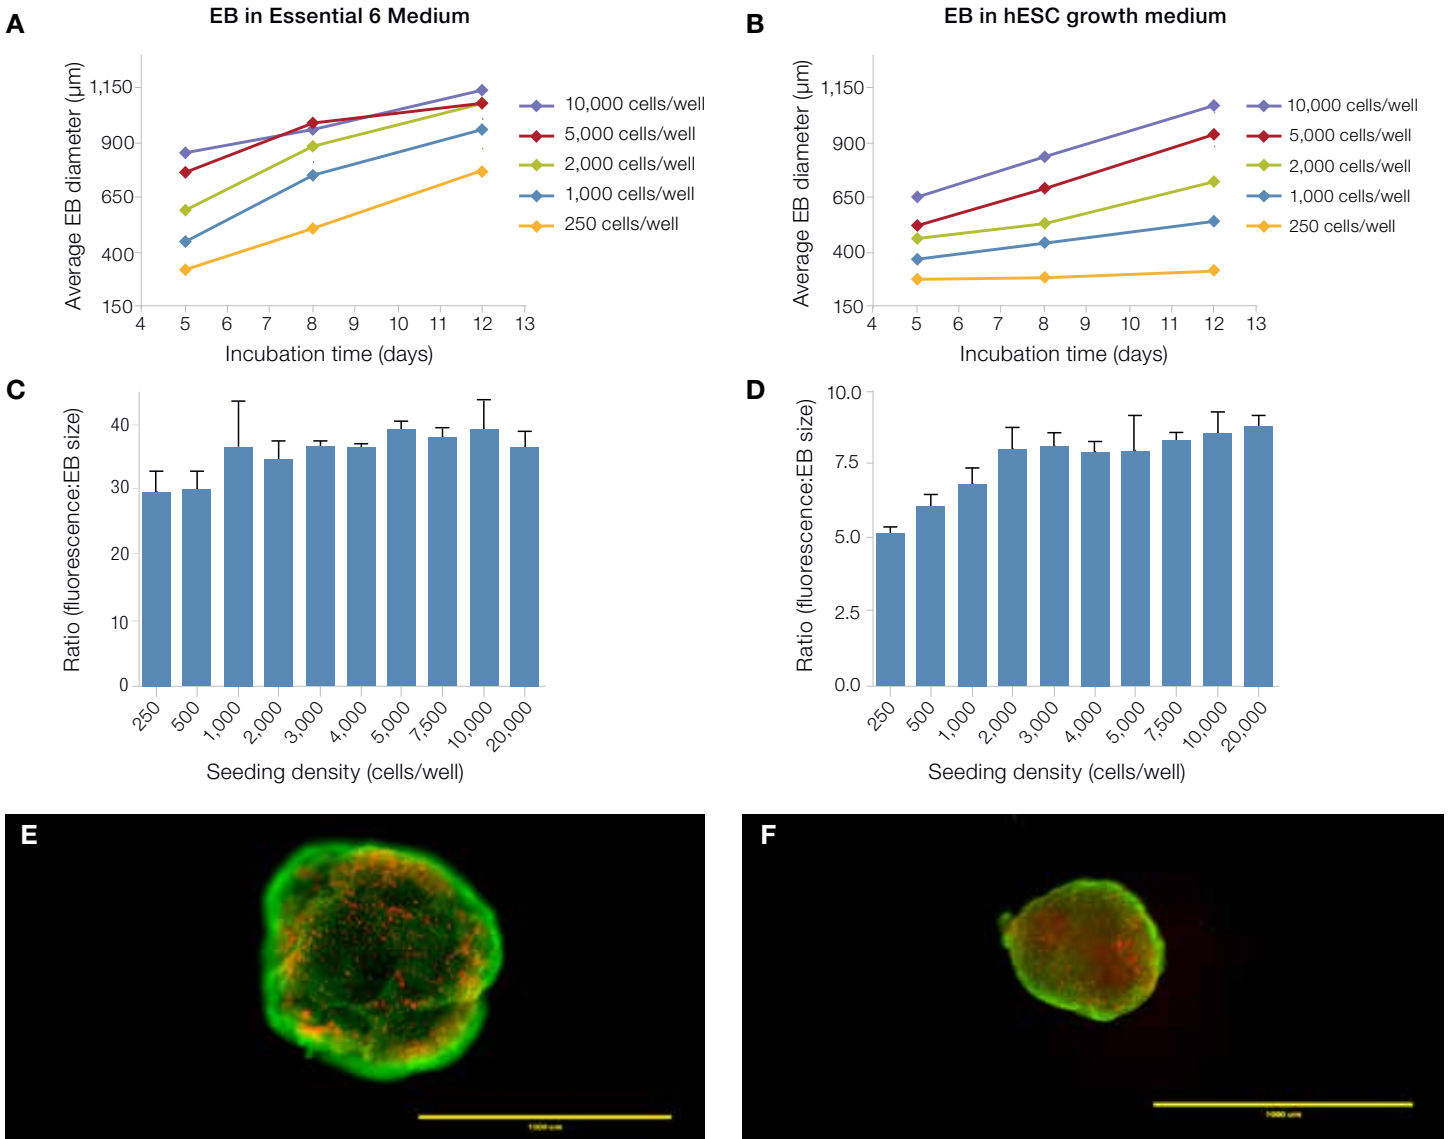 A
EB in Essential 6 Medium
Average EB diameter (µm)
1,150
900
650
400
150
4 5 6 7 8 9 10 11 12 13
Incubation time (days)
10,000 cells/well
5,000 cells/well
2,000 cells/well
1,000 cells/well
250 cells/well
B
EB in hESC growth medium
Average EB diameter (µm)
1,150
900
650
400
150
4 5 6 7 8 9 10 11 12 13
Incubation time (days)
10,000 cells/well
5,000 cells/well
2,000 cells/well
1,000 cells/well
250 cells/well
C
Ratio (fluorescence:EB size)
40
30
20
10
0
250 500 1,000 2,000 3,000 4,000 5,000 7,500 10,000 20,000
Seeding density (cells/well)
D
Ratio (fluorescence:EB size)
10.0
7.5
5.0
2.5
0.0
250 500 1,000 2,000 3,000 4,000 5,000 7,500 10,000 20,000
Seeding density (cells/well)
E
1000 um
F
1000 um